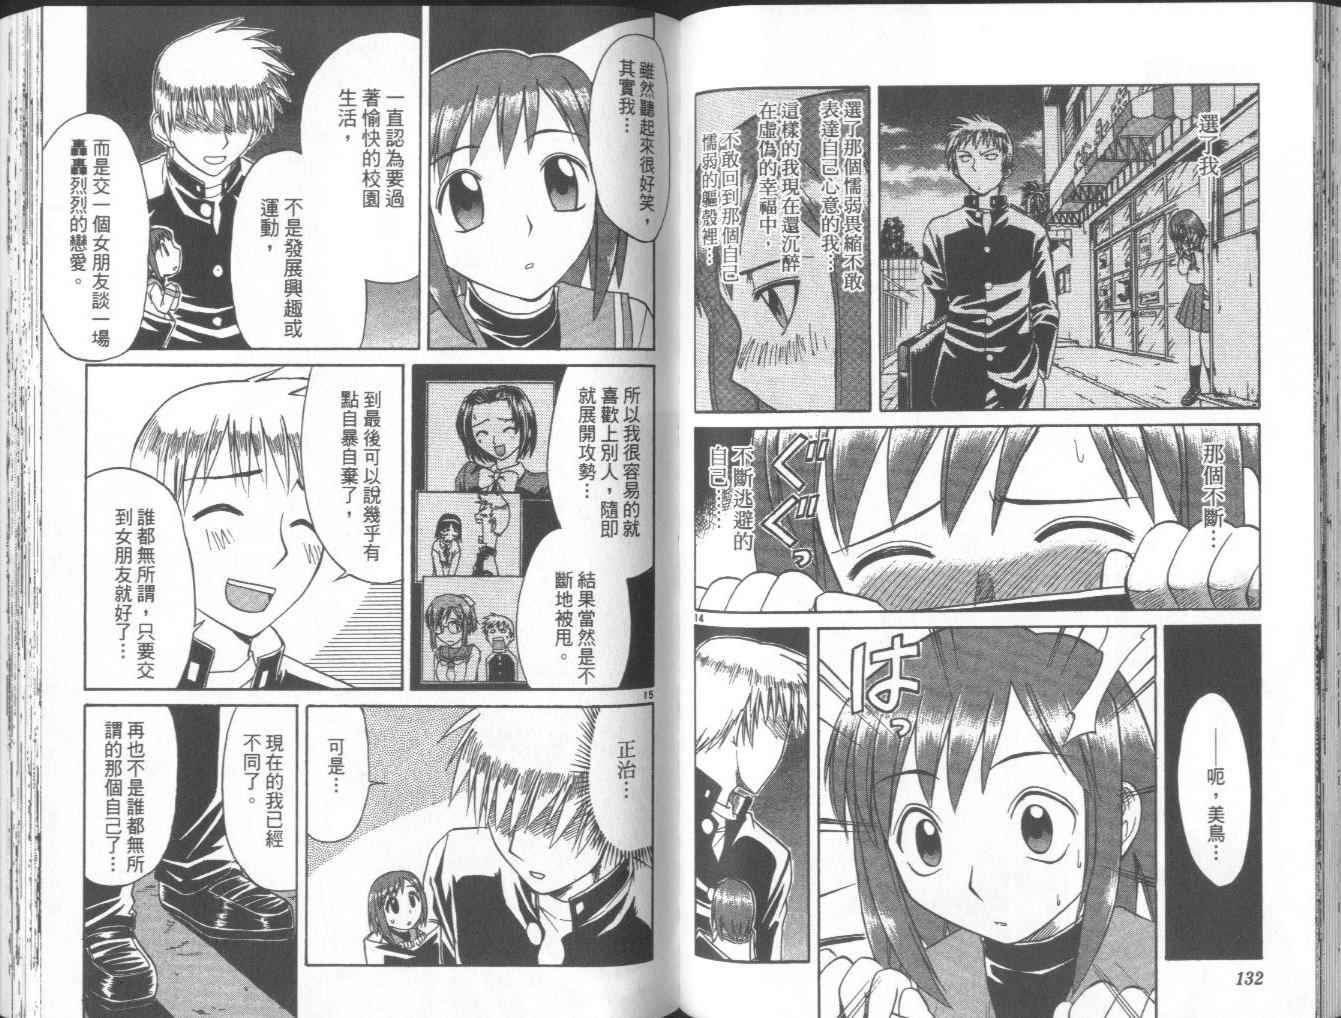 選了我，
選了那個懦弱畏縮不敢
表達自己心意的我…
這樣的我現在還沉醉
在虛偽的幸福中，
不敢回到那個自己
懦弱的軀殼裡…
那個不斷…
不斷逃避的
自己……
ぐぐっ
14
──呃，美鳥…
はっ
132
雖然聽起來很好笑，
其實我…
一直認為要過
著愉快的校園
生活，
不是發展興趣或
運動，
而是交一個女朋友談一場
轟轟烈烈的戀愛。
所以我很容易的就
喜歡上別人，隨即
就展開攻勢…
結果當然是不
斷地被甩。
到最後可以說幾乎有
點自暴自棄了，
誰都無所謂，只要交
到女朋友就好了…
15
正治…
可是…
現在的我已經
不同了。
再也不是誰都無所
謂的那個自己了…